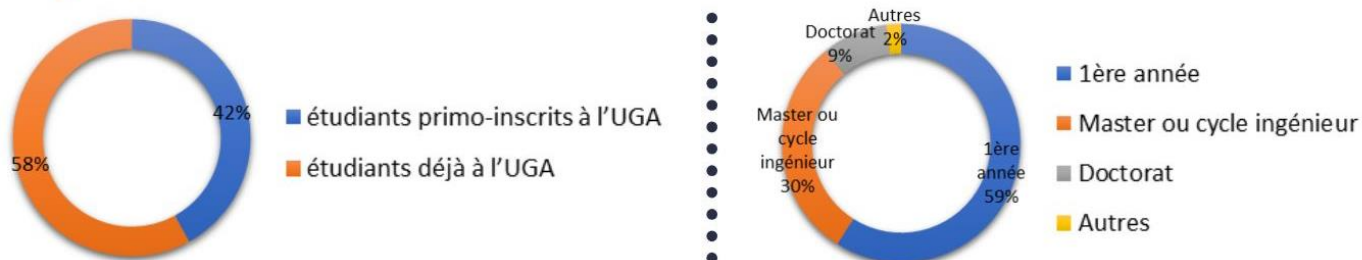 42%
58%
étudiants primo-inscrits à l'UGA
étudiants déjà à l'UGA
Autres
2%
Doctorat
9%
Master ou
cycle
ingénieur
30%
1ère
année
59%
1ère année
Master ou cycle ingénieur
Doctorat
Autres